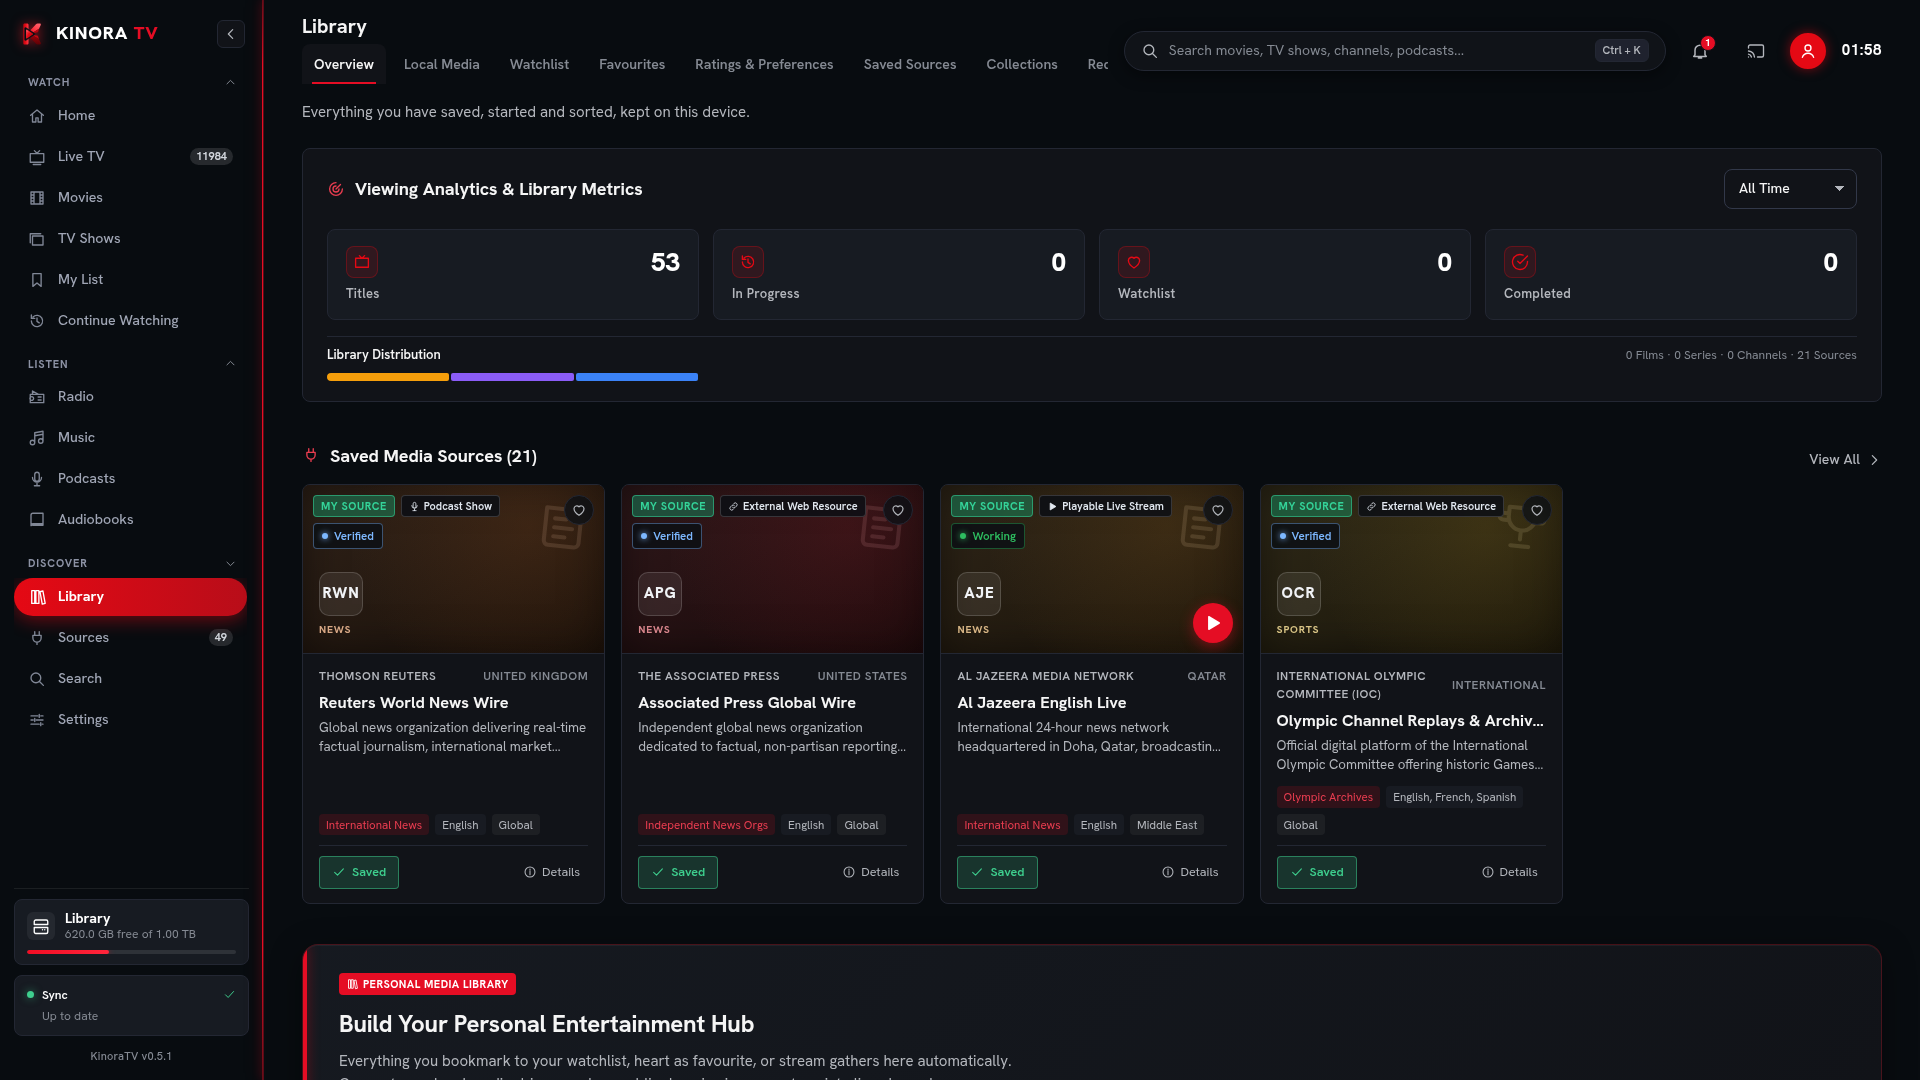 KINORA TV
WATCH
Home
Live TV 11984
Movies
TV Shows
My List
Continue Watching
LISTEN
Radio
Music
Podcasts
Audiobooks
DISCOVER
Library
Sources 49
Search
Settings
Library
620.0 GB free of 1.00 TB
Sync
Up to date
KinoraTV v0.5.1
Library
Overview Local Media Watchlist Favourites Ratings & Preferences Saved Sources Collections Rec
Search movies, TV shows, channels, podcasts... Ctrl + K
1
01:58
Everything you have saved, started and sorted, kept on this device.
Viewing Analytics & Library Metrics
All Time
53
Titles
0
In Progress
0
Watchlist
0
Completed
Library Distribution
0 Films · 0 Series · 0 Channels · 21 Sources
Saved Media Sources (21)
View All
MY SOURCE Podcast Show
Verified
RWN
NEWS
THOMSON REUTERS UNITED KINGDOM
Reuters World News Wire
Global news organization delivering real-time
factual journalism, international market...
International News English Global
Saved Details
MY SOURCE External Web Resource
Verified
APG
NEWS
THE ASSOCIATED PRESS UNITED STATES
Associated Press Global Wire
Independent global news organization
dedicated to factual, non-partisan reporting...
Independent News Orgs English Global
Saved Details
MY SOURCE Playable Live Stream
Working
AJE
NEWS
AL JAZEERA MEDIA NETWORK QATAR
Al Jazeera English Live
International 24-hour news network
headquartered in Doha, Qatar, broadcastin...
International News English Middle East
Saved Details
MY SOURCE External Web Resource
Verified
OCR
SPORTS
INTERNATIONAL OLYMPIC
COMMITTEE (IOC) INTERNATIONAL
Olympic Channel Replays & Archiv...
Official digital platform of the International
Olympic Committee offering historic Games...
Olympic Archives English, French, Spanish
Global
Saved Details
PERSONAL MEDIA LIBRARY
Build Your Personal Entertainment Hub
Everything you bookmark to your watchlist, heart as favourite, or stream gathers here automatically.